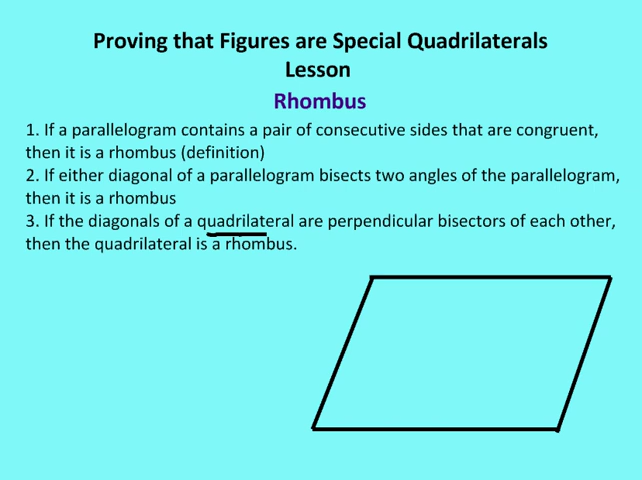 Proving that Figures are Special Quadrilaterals
Lesson
Rhombus
1. If a parallelogram contains a pair of consecutive sides that are congruent,
then it is a rhombus (definition)
2. If either diagonal of a parallelogram bisects two angles of the parallelogram,
then it is a rhombus
3. If the diagonals of a quadrilateral are perpendicular bisectors of each other,
then the quadrilateral is a rhombus.